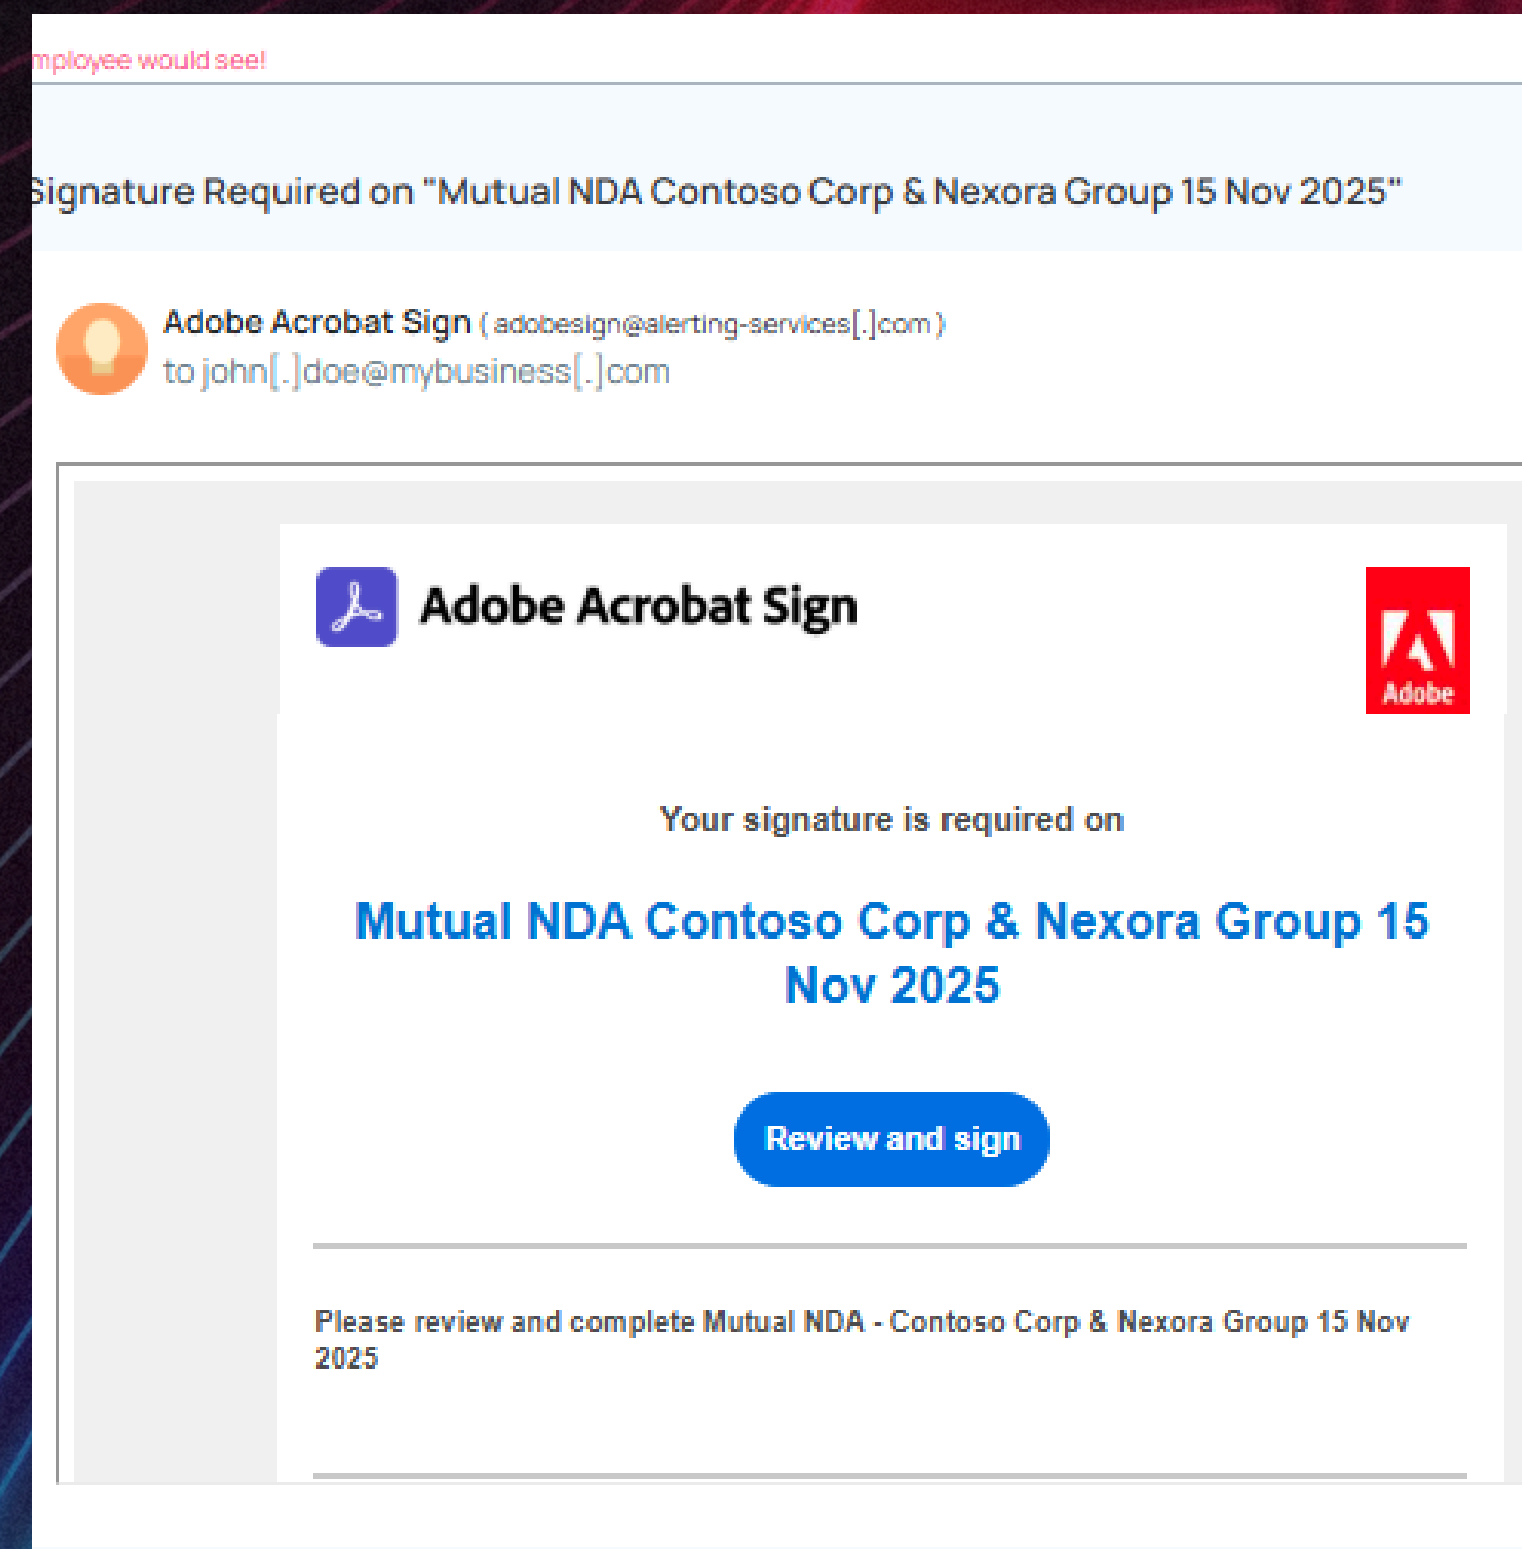 mployee would see!
Signature Required on "Mutual NDA Contoso Corp & Nexora Group 15 Nov 2025"
Adobe Acrobat Sign ( adobesign@alerting-services[.]com )
to john[.]doe@mybusiness[.]com
Adobe Acrobat Sign
Adobe
Your signature is required on
Mutual NDA Contoso Corp & Nexora Group 15
Nov 2025
Review and sign
Please review and complete Mutual NDA - Contoso Corp & Nexora Group 15 Nov
2025